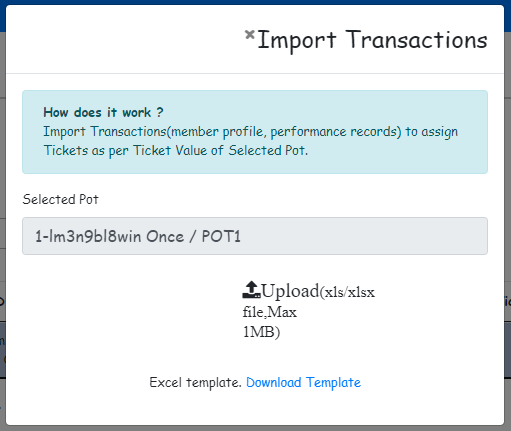 ×Import Transactions
How does it work ?
Import Transactions(member profile, performance records) to assign
Tickets as per Ticket Value of Selected Pot.
Selected Pot
1-lm3n9bl8win Once / POT1
Upload(xls/xlsx
file,Max
1MB)
Excel template. Download Template